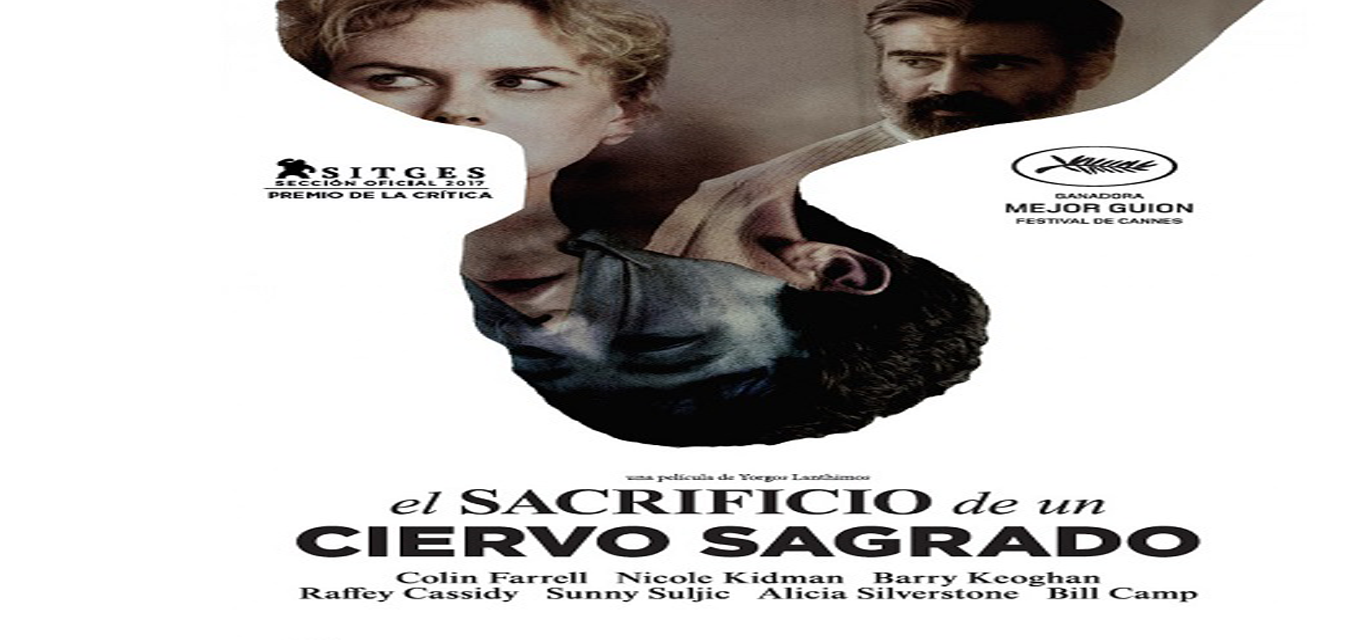 SITGES
SECCIÓN OFICIAL 2017
PREMIO DE LA CRÍTICA
GANADORA
MEJOR GUION
FESTIVAL DE CANNES
una película de Yorgos Lanthimos
el SACRIFICIO de un
CIERVO SAGRADO
Colin Farrell Nicole Kidman Barry Keoghan
Raffey Cassidy Sunny Suljic Alicia Silverstone Bill Camp